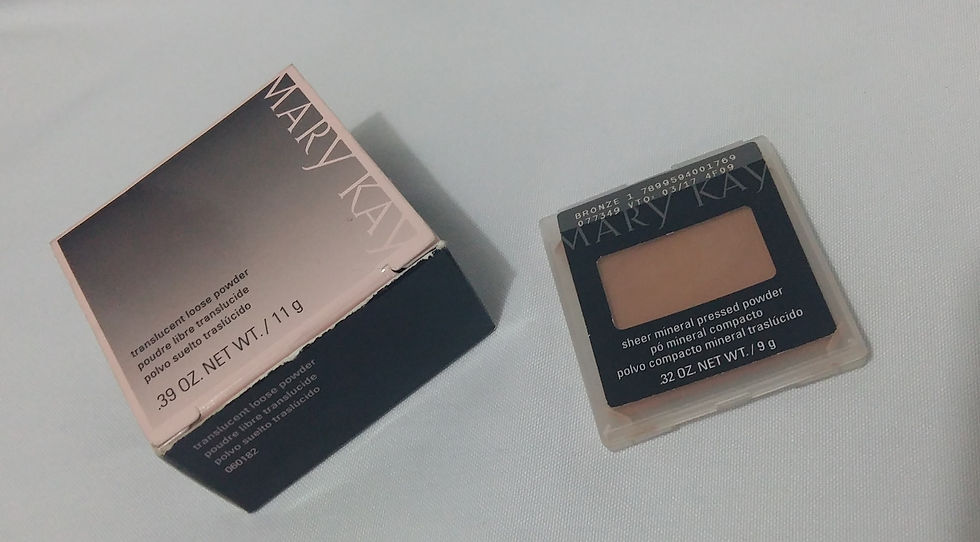 MARY KAY
translucent loose powder
poudre libre translucide
polvo suelto traslúcido
.39 OZ. NET WT. / 11 g
translucent loose powder
poudre libre translucide
polvo suelto traslúcido
060182
BRONZE 1 7899594001769
077349 VTO: 03/17 4F09
MARY KAY
sheer mineral pressed powder
pó mineral compacto
polvo compacto mineral traslúcido
.32 OZ. NET WT. / 9 g